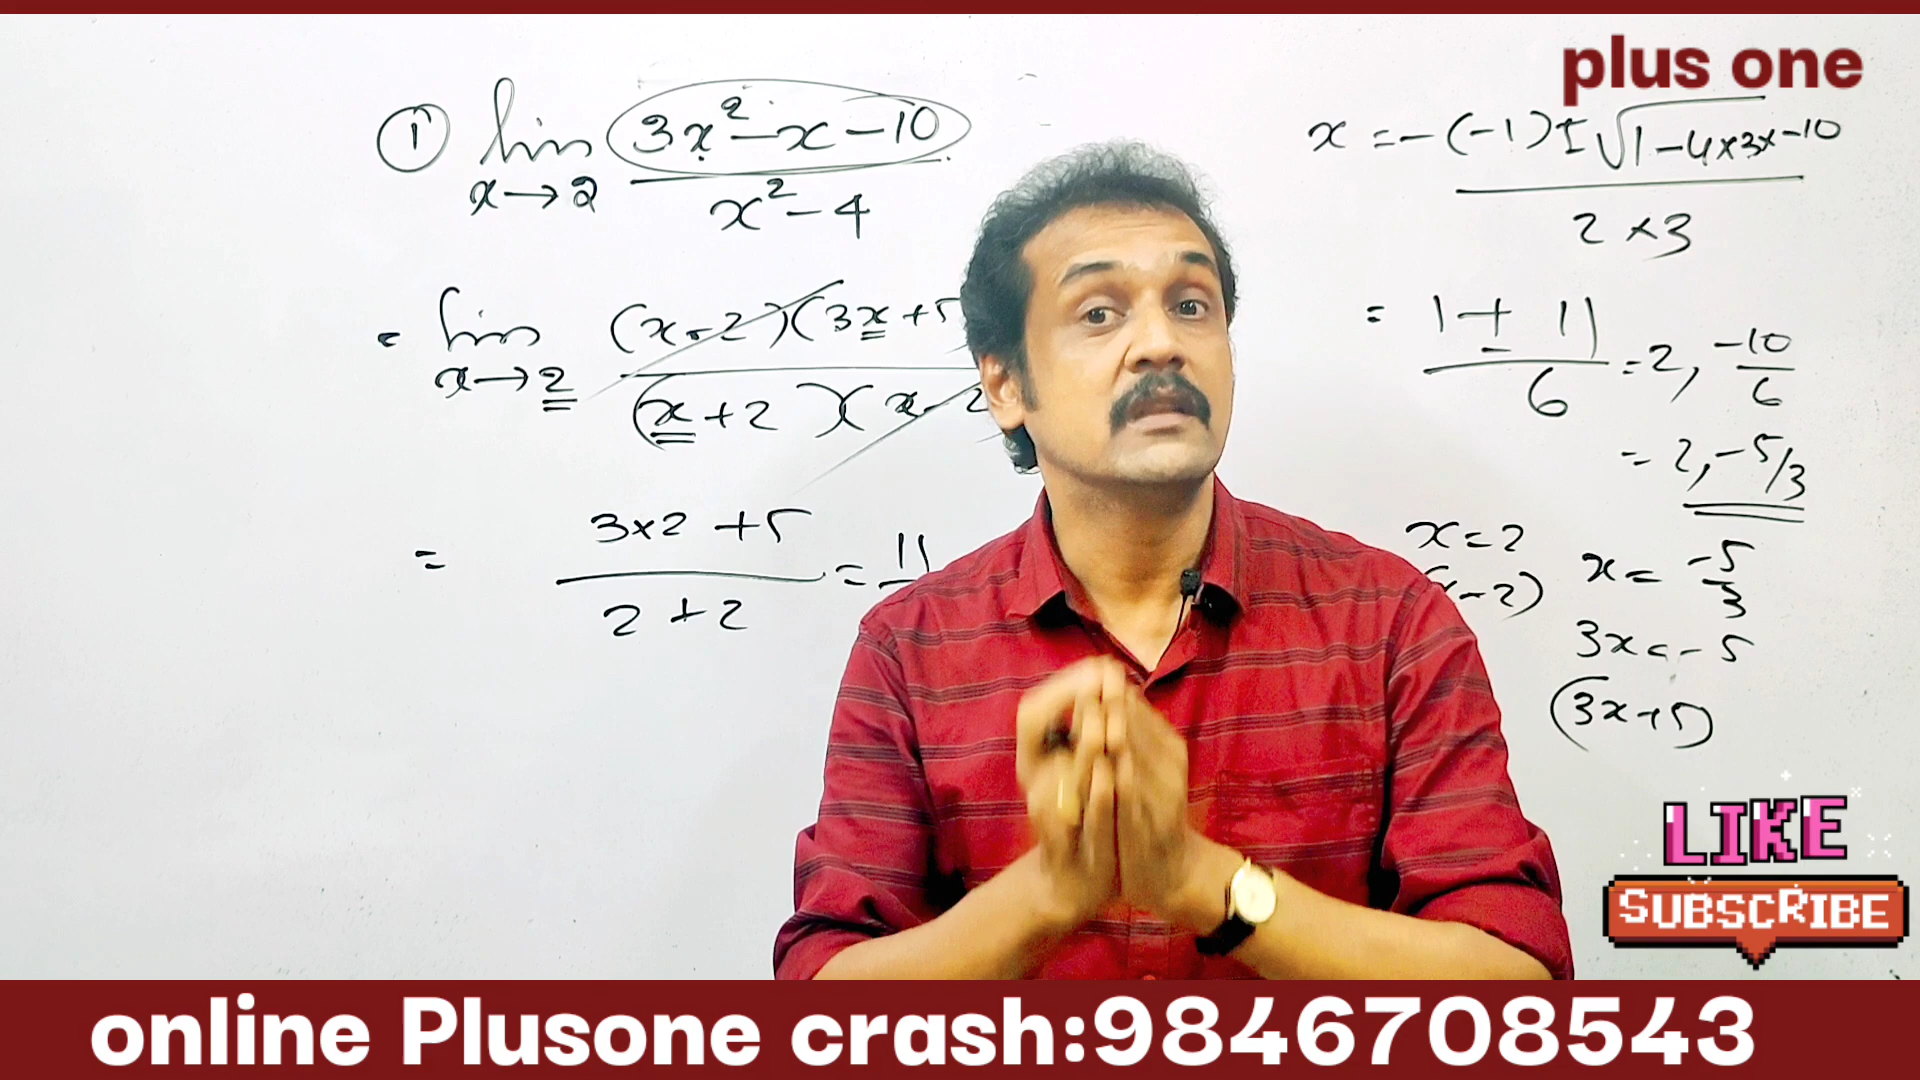 plus one
① lim 3x² - x - 10
x→2 x² - 4
= lim (x-2)(3x+5
x→2 (x+2)(x-2
= 3×2 +5 = 11
2+2
x = -(-1) ± √1-4×3×-10
2×3
= 1 ± 11 = 2, -10
6 6
= 2, -5/3
x=2
-2)
x = -5
3
3x = -5
(3x+5)
LIKE
SUBSCRIBE
online Plusone crash:9846708543